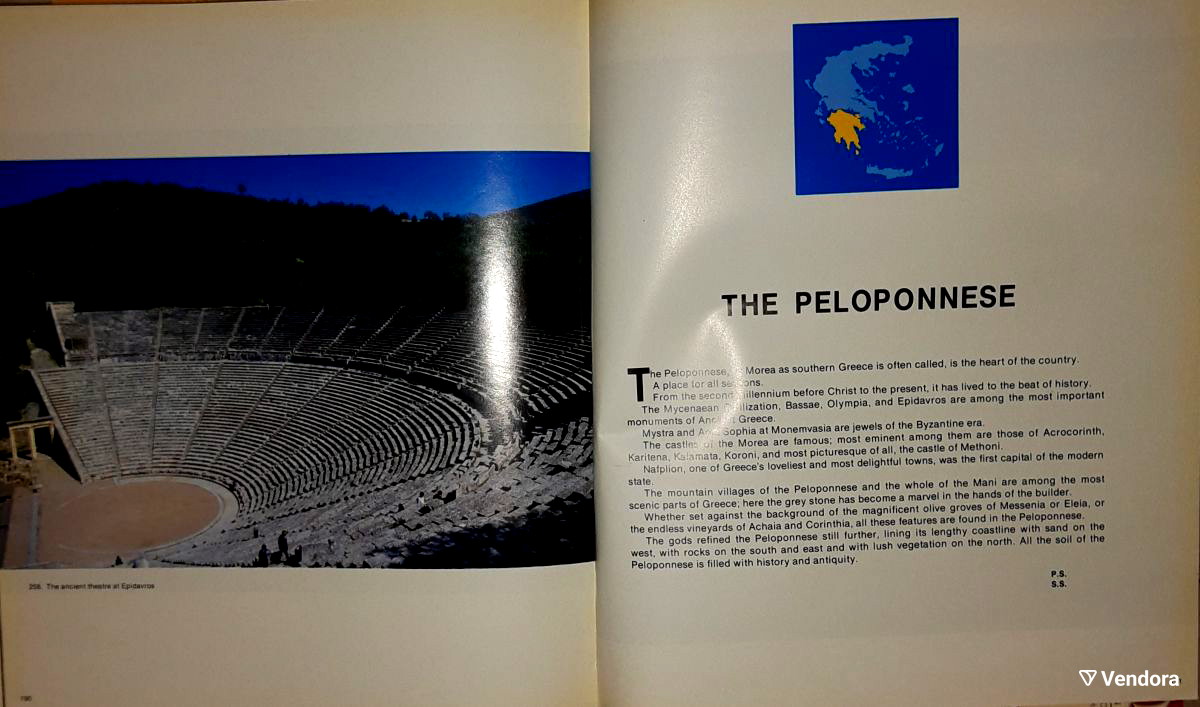 258. The ancient theatre at Epidavros
190
THE PELOPONNESE
The Peloponnese, Morea as southern Greece is often called, is the heart of the country.
A place for all
From the second millennium before Christ to the present, it has lived to the beat of history.
The Mycenaean Civilization, Bassae, Olympia, and Epidavros are among the most important
monuments of Ancient Greece.
Mystra and Sophia at Monemvasia are jewels of the Byzantine era.
The castles of the Morea are famous; most eminent among them are those of Acrocorinth,
Karitena, Kalamata, Koroni, and most picturesque of all, the castle of Methoni.
Nafplion, one of Greece's loveliest and most delightful towns, was the first capital of the modern
state.
The mountain villages of the Peloponnese and the whole of the Mani are among the most
scenic parts of Greece; here the grey stone has become a marvel in the hands of the builder.
Whether set against the background of the magnificent olive groves of Messenia or Eleia, or
the endless vineyards of Achaia and Corinthia, all these features are found in the Peloponnese.
The gods refined the Peloponnese still further, lining its lengthy coastline with sand on the
west, with rocks on the south and east and with lush vegetation on the north. All the soil of the
Peloponnese is filled with history and antiquity.
P.S.
S.S.
Vendora